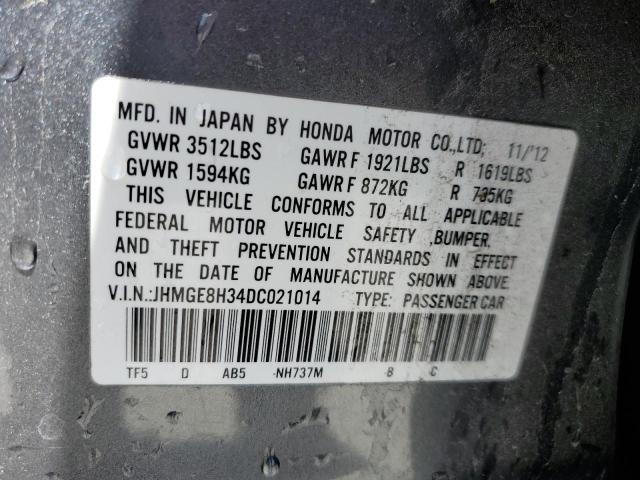 MFD. IN JAPAN BY HONDA MOTOR CO.,LTD; 11/'12
GVWR 3512LBS GAWR F 1921LBS R 1619LBS
GVWR 1594KG GAWR F 872KG R 735KG
THIS VEHICLE CONFORMS TO ALL APPLICABLE
FEDERAL MOTOR VEHICLE SAFETY ,BUMPER,
AND THEFT PREVENTION STANDARDS IN EFFECT
ON THE DATE OF MANUFACTURE SHOWN ABOVE.
V.I.N.:JHMGE8H34DC021014 TYPE: PASSENGER CAR
TF5 D AB5 -NH737M 8 C